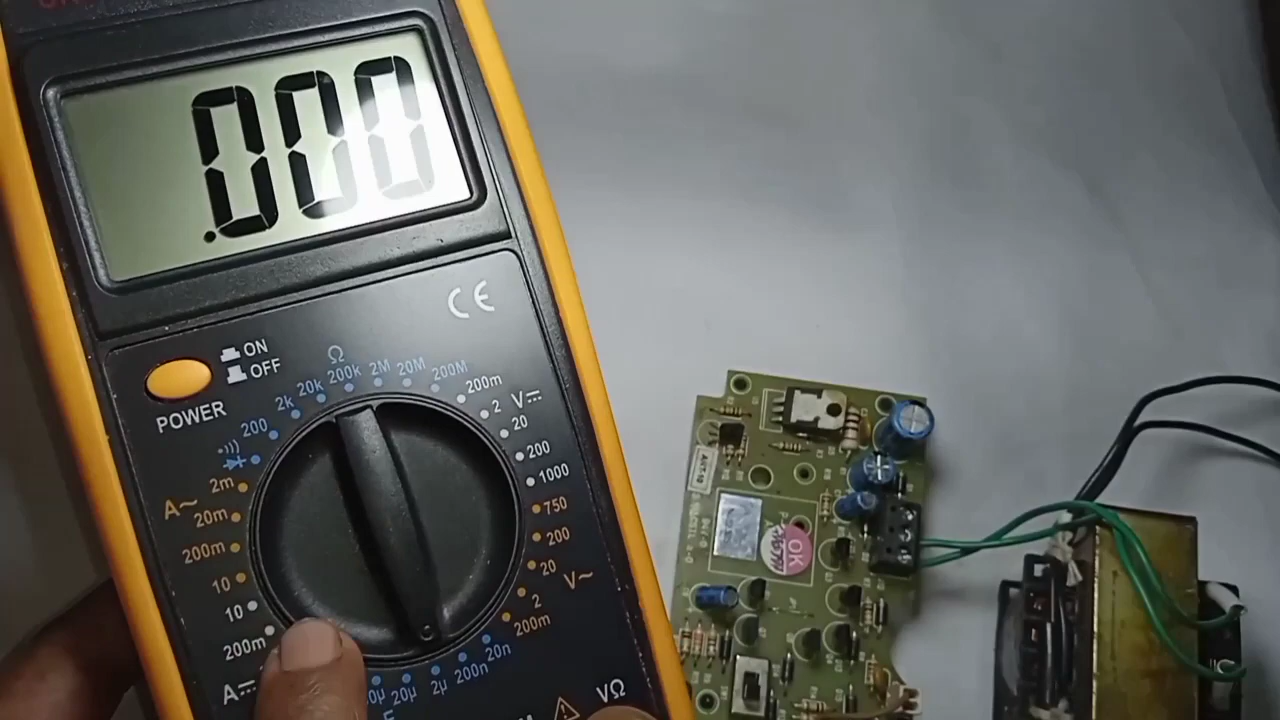 .000
CE
ON
OFF
POWER
Ω
200
2k
20k
200k
2M
20M
200M
200m
2
V⎓
20
200
1000
750
200
20
V~
2
200m
20n
200n
2µ
20µ
A~
2m
20m
200m
10
10
200m
A⎓
VΩ
OK